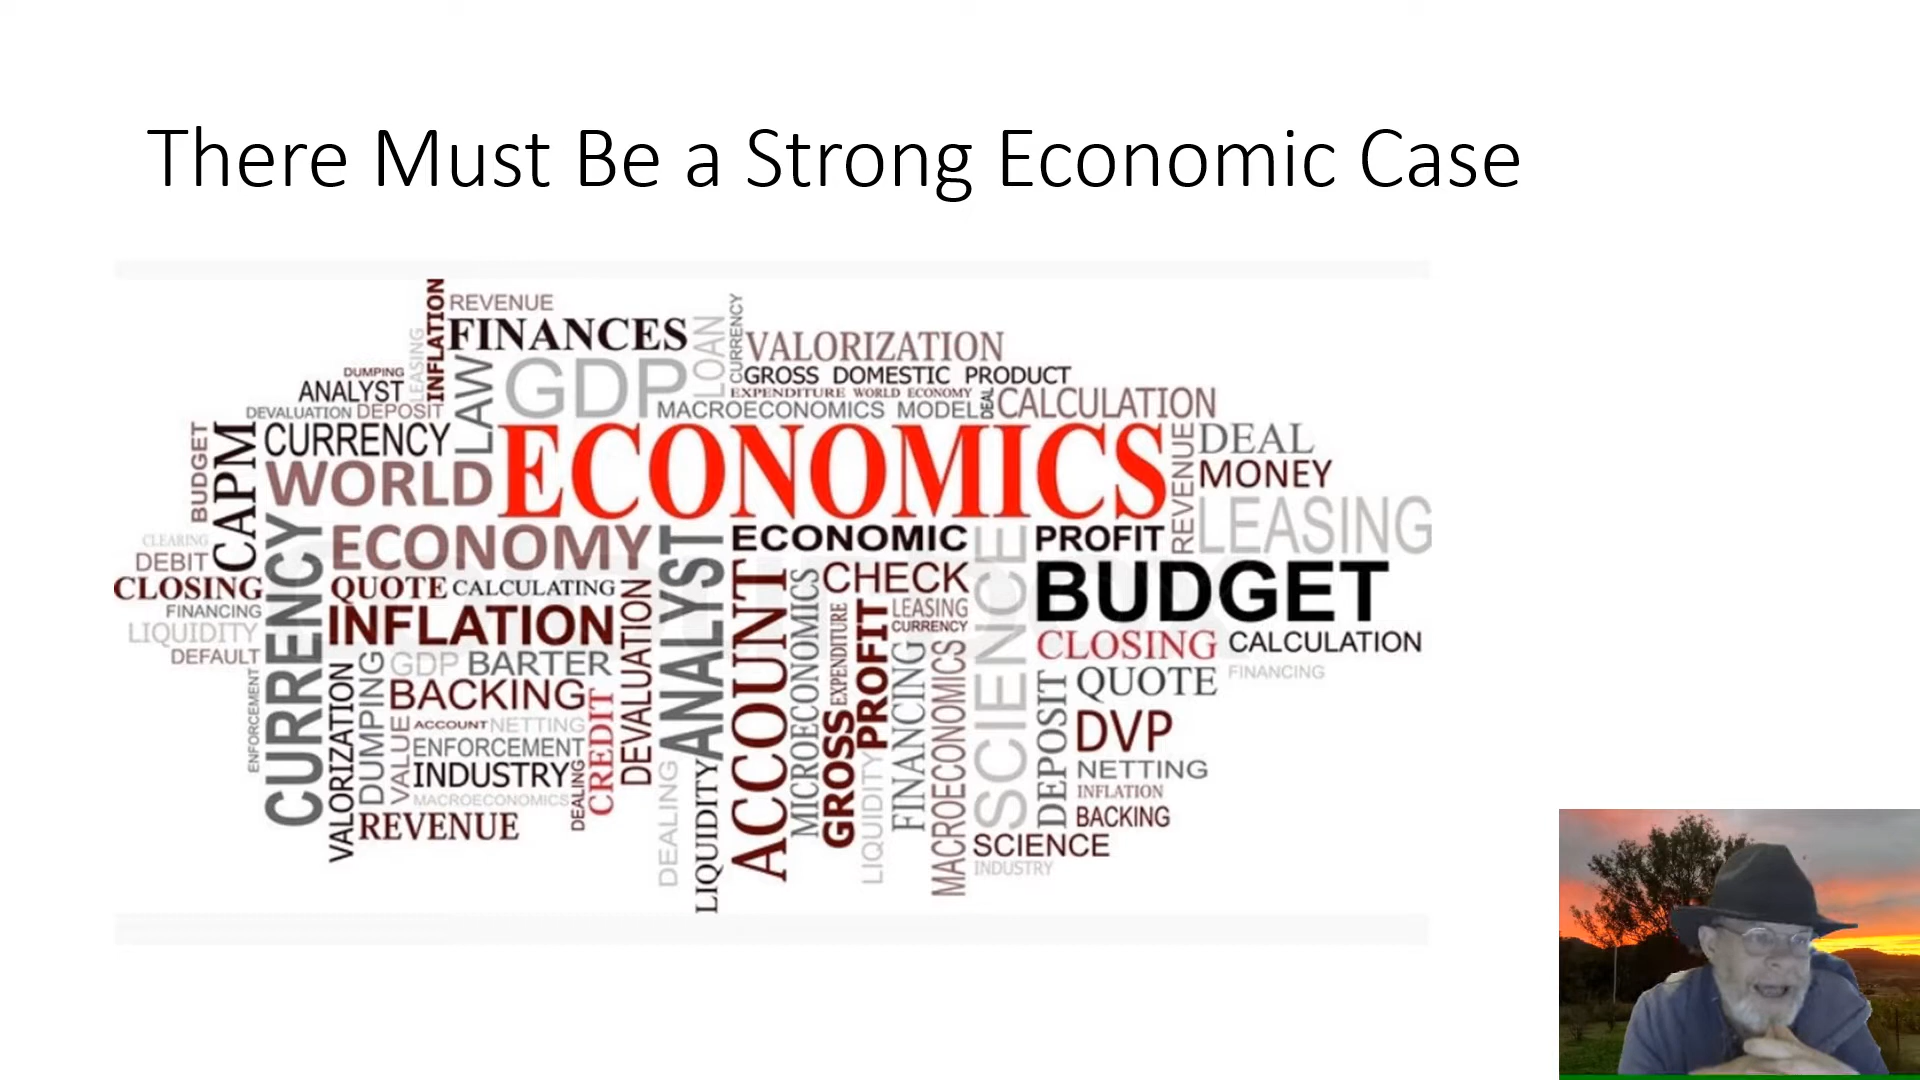 There Must Be a Strong Economic Case
INFLATION
REVENUE
FINANCES
LOAN
CURRENCY
VALORIZATION
DUMPING
LEASING
LAW
GDP
GROSS DOMESTIC PRODUCT
ANALYST
EXPENDITURE WORLD ECONOMY
DEAL
CALCULATION
DEVALUATION DEPOSIT
MACROECONOMICS MODEL
BUDGET
CAPM
CURRENCY
WORLD
ECONOMICS
REVENUE
DEAL
MONEY
LEASING
CLEARING
DEBIT
CLOSING
FINANCING
LIQUIDITY
DEFAULT
ENFORCEMENT
CURRENCY
ECONOMY
QUOTE CALCULATING
INFLATION
DEVALUATION
ANALYST
ECONOMIC
SCIENCE
PROFIT
BUDGET
CLOSING CALCULATION
FINANCING
ACCOUNT
MICROECONOMICS
CHECK
LEASING
CURRENCY
EXPENDITURE
PROFIT
GROSS
FINANCING
MACROECONOMICS
LIQUIDITY
VALORIZATION
DUMPING
GDP BARTER
BACKING
VALUE
ACCOUNT NETTING
ENFORCEMENT
INDUSTRY
MACROECONOMICS
DEALING
CREDIT
REVENUE
DEALING
LIQUIDITY
DEPOSIT
QUOTE
DVP
NETTING
INFLATION
BACKING
SCIENCE
INDUSTRY